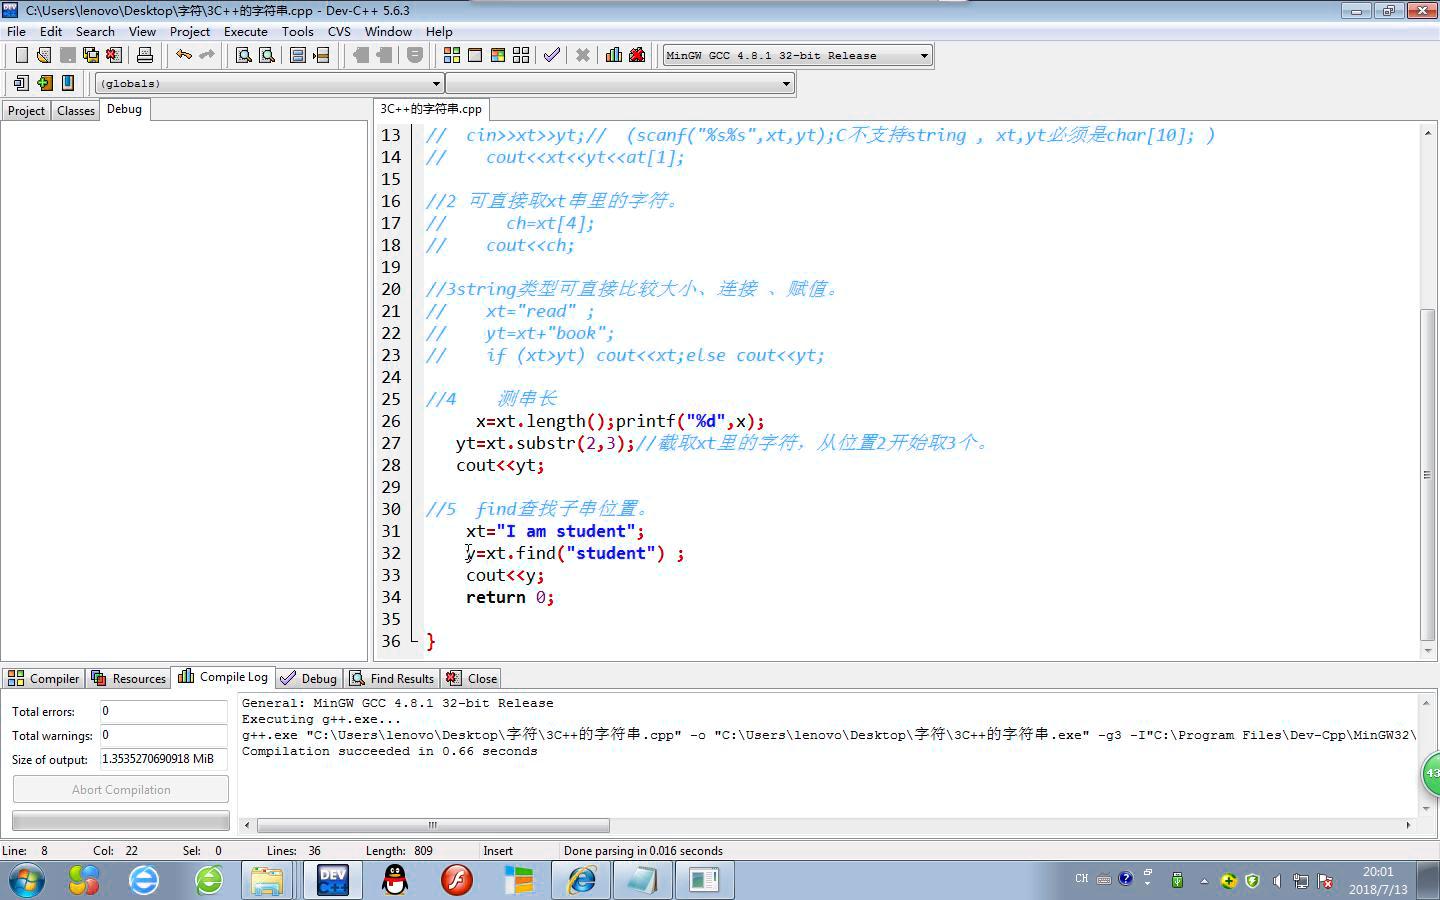 C:\Users\lenovo\Desktop\字符\3C++的字符串.cpp - Dev-C++ 5.6.3
File Edit Search View Project Execute Tools CVS Window Help
MinGW GCC 4.8.1 32-bit Release
(globals)
Project Classes Debug
3C++的字符串.cpp
13 // cin>>xt>>yt;// (scanf("%s%s",xt,yt);C不支持string , xt,yt必须是char[10]; )
14 // cout<<xt<<yt<<at[1];
15
16 //2 可直接取xt串里的字符。
17 // ch=xt[4];
18 // cout<<ch;
19
20 //3string类型可直接比较大小、连接 、赋值。
21 // xt="read" ;
22 // yt=xt+"book";
23 // if (xt>yt) cout<<xt;else cout<<yt;
24
25 //4 测串长
26 x=xt.length();printf("%d",x);
27 yt=xt.substr(2,3);//截取xt里的字符，从位置2开始取3个。
28 cout<<yt;
29
30 //5 find查找子串位置。
31 xt="I am student";
32 y=xt.find("student") ;
33 cout<<y;
34 return 0;
35
36 }
Compiler Resources Compile Log Debug Find Results Close
Total errors: 0
Total warnings: 0
Size of output: 1.3535270690918 MiB
Abort Compilation
General: MinGW GCC 4.8.1 32-bit Release
Executing g++.exe...
g++.exe "C:\Users\lenovo\Desktop\字符\3C++的字符串.cpp" -o "C:\Users\lenovo\Desktop\字符\3C++的字符串.exe" -g3 -I"C:\Program Files\Dev-Cpp\MinGW32\
Compilation succeeded in 0.66 seconds
43
Line: 8 Col: 22 Sel: 0 Lines: 36 Length: 809 Insert Done parsing in 0.016 seconds
DEV C++
CH
20:01
2018/7/13